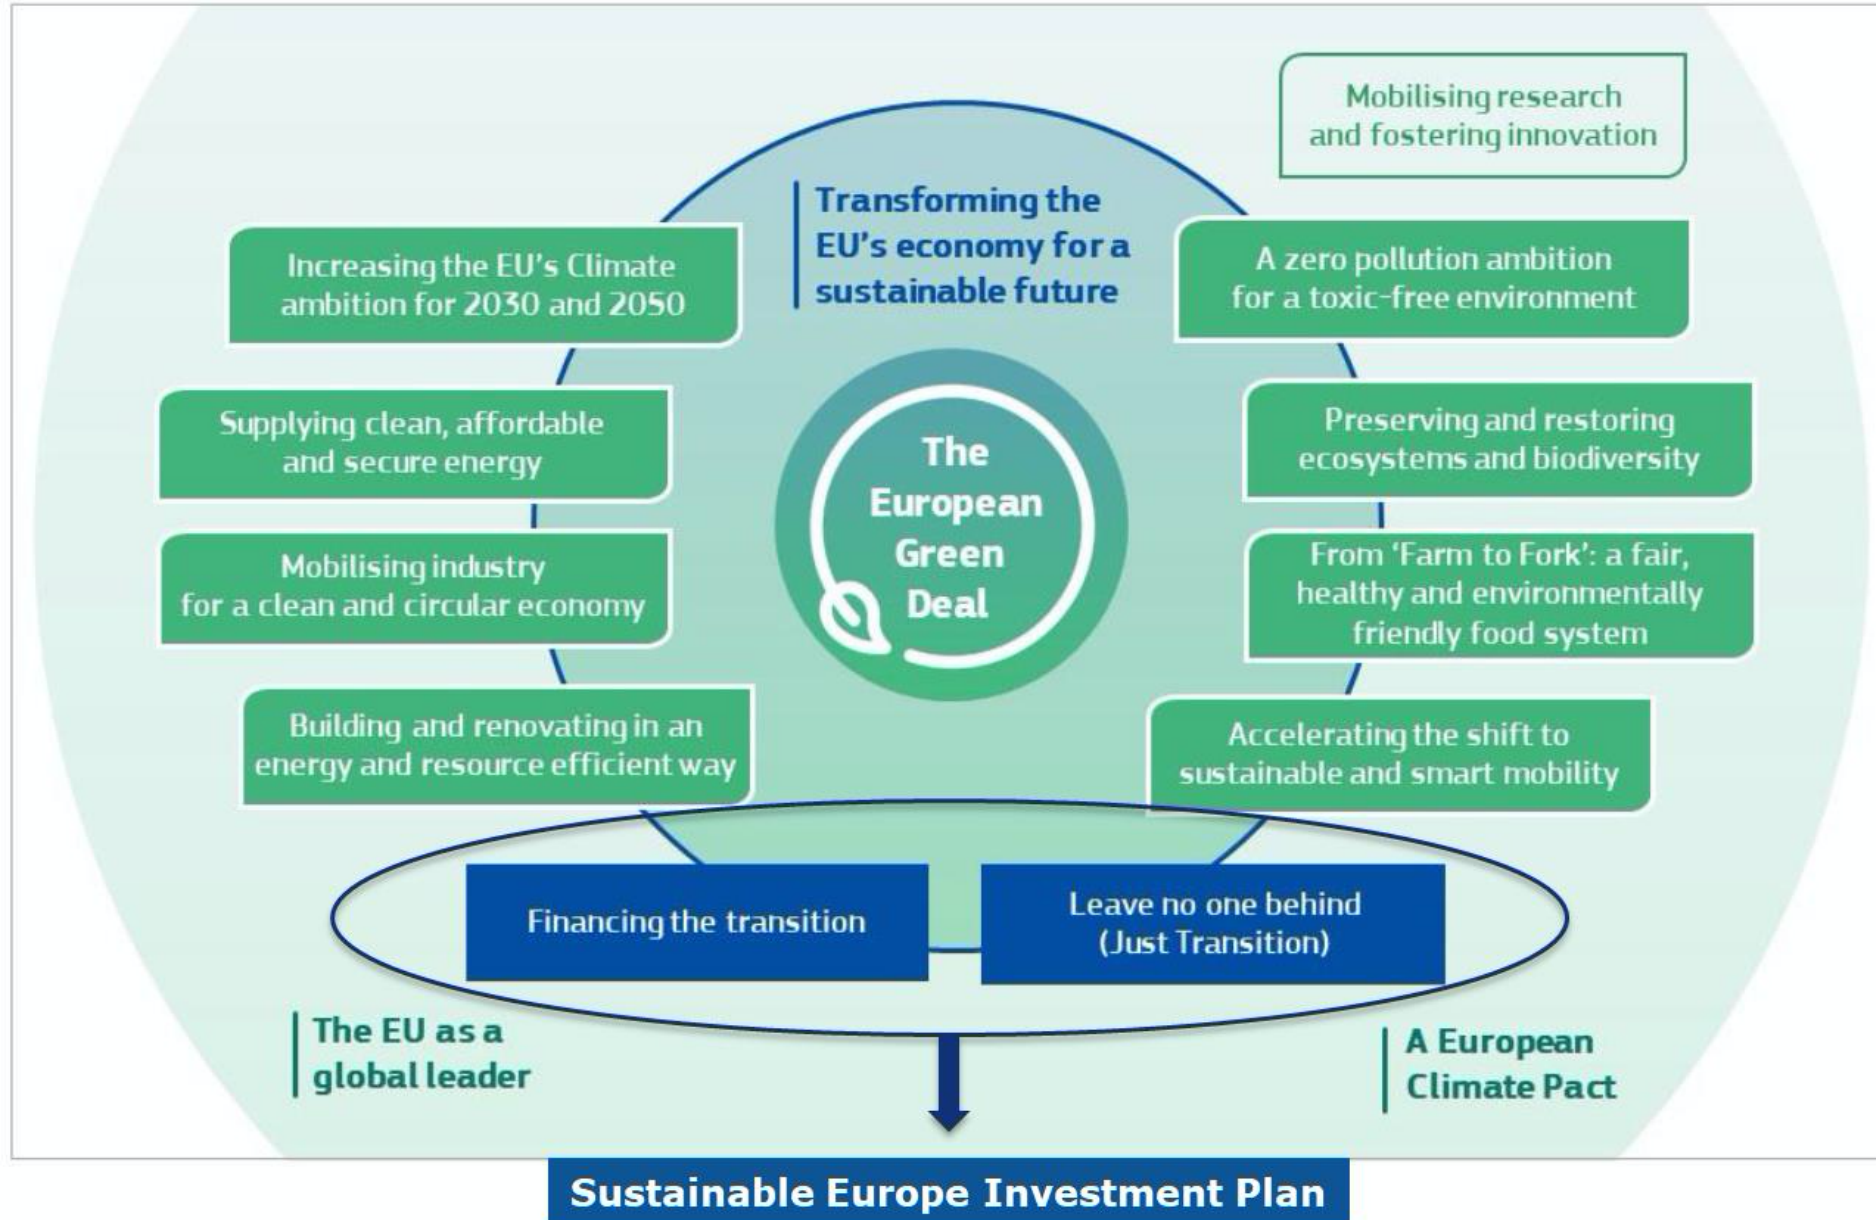 Mobilising research
and fostering innovation
Transforming the
EU's economy for a
sustainable future
Increasing the EU's Climate
ambition for 2030 and 2050
A zero pollution ambition
for a toxic-free environment
Supplying clean, affordable
and secure energy
Preserving and restoring
ecosystems and biodiversity
The
European
Green
Deal
Mobilising industry
for a clean and circular economy
From ‘Farm to Fork’: a fair,
healthy and environmentally
friendly food system
Building and renovating in an
energy and resource efficient way
Accelerating the shift to
sustainable and smart mobility
Financing the transition
Leave no one behind
(Just Transition)
The EU as a
global leader
A European
Climate Pact
Sustainable Europe Investment Plan